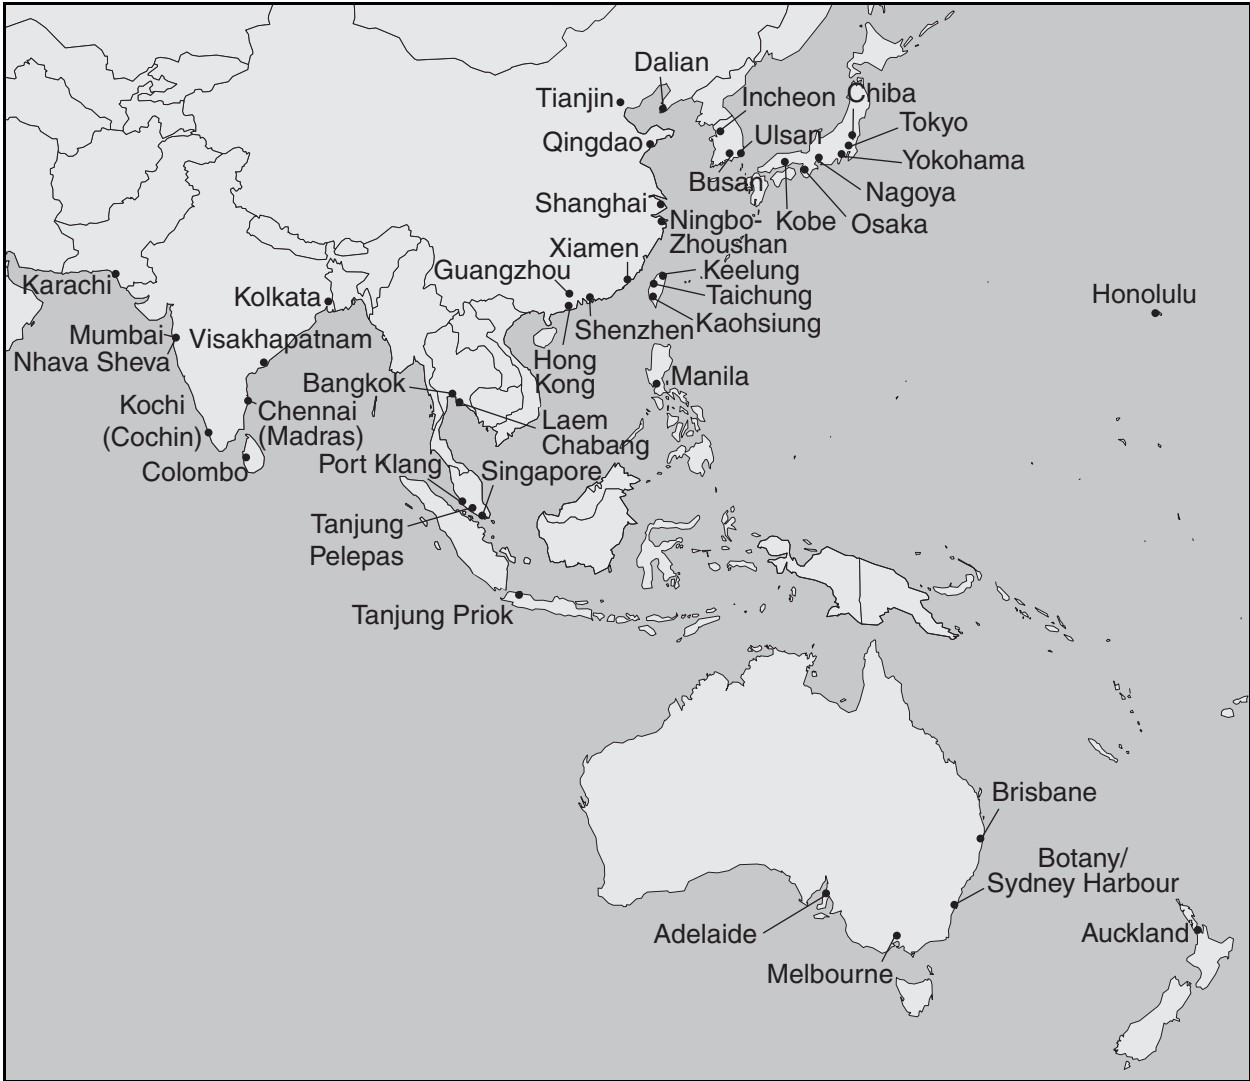 Dalian
Tianjin
Incheon
Chiba
Tokyo
Qingdao
Ulsan
Yokohama
Busan
Nagoya
Shanghai
Ningbo-
Zhoushan
Kobe
Osaka
Xiamen
Guangzhou
Keelung
Karachi
Taichung
Kolkata
Honolulu
Kaohsiung
Shenzhen
Mumbai
Nhava Sheva
Visakhapatnam
Hong
Kong
Manila
Bangkok
Kochi
(Cochin)
Chennai
(Madras)
Laem
Chabang
Colombo
Port Klang
Singapore
Tanjung
Pelepas
Tanjung Priok
Brisbane
Botany/
Sydney Harbour
Adelaide
Auckland
Melbourne